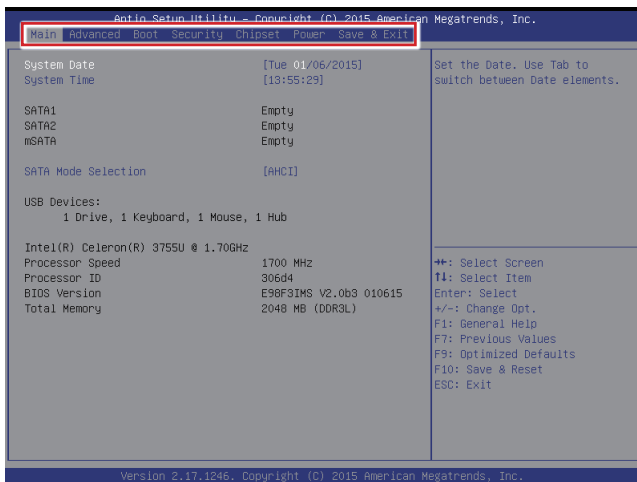 Aptio Setup Utility – Copyright (C) 2015 American Megatrends, Inc.
Main Advanced Boot Security Chipset Power Save & Exit
System Date [Tue 01/06/2015]
System Time [13:55:29]
SATA1 Empty
SATA2 Empty
mSATA Empty
SATA Mode Selection [AHCI]
USB Devices:
1 Drive, 1 Keyboard, 1 Mouse, 1 Hub
Intel(R) Celeron(R) 3755U @ 1.70GHz
Processor Speed 1700 MHz
Processor ID 306d4
BIOS Version E98F3IMS V2.0b3 010615
Total Memory 2048 MB (DDR3L)
Set the Date. Use Tab to
switch between Date elements.
→←: Select Screen
↑↓: Select Item
Enter: Select
+/-: Change Opt.
F1: General Help
F7: Previous Values
F9: Optimized Defaults
F10: Save & Reset
ESC: Exit
Version 2.17.1246. Copyright (C) 2015 American Megatrends, Inc.